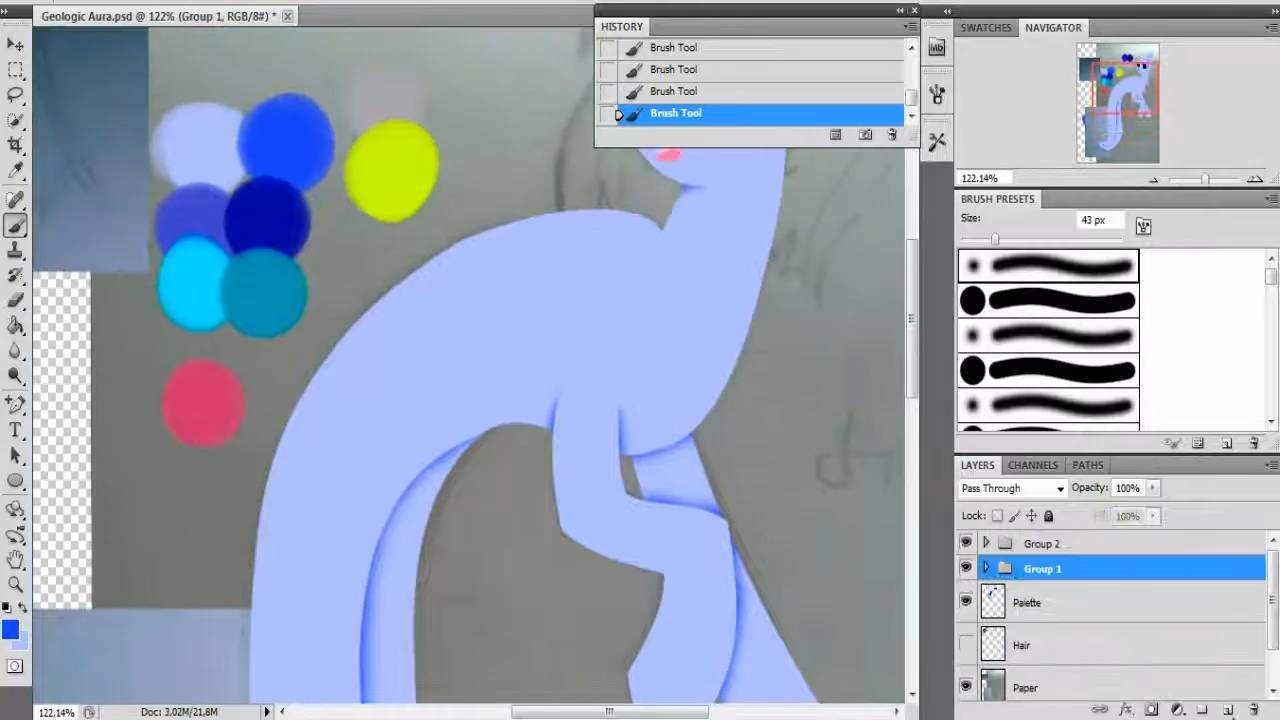 Geologic Aura.psd @ 122% (Group 1, RGB/8#) *
HISTORY
Brush Tool
Brush Tool
Brush Tool
Brush Tool
Mb
SWATCHES
NAVIGATOR
122.14%
BRUSH PRESETS
Size:
43 px
LAYERS
CHANNELS
PATHS
Pass Through
Opacity:
100%
Lock:
Fill:
100%
Group 2
Group 1
Palette
Hair
Paper
122,14%
Doc: 3,02M/21,8M